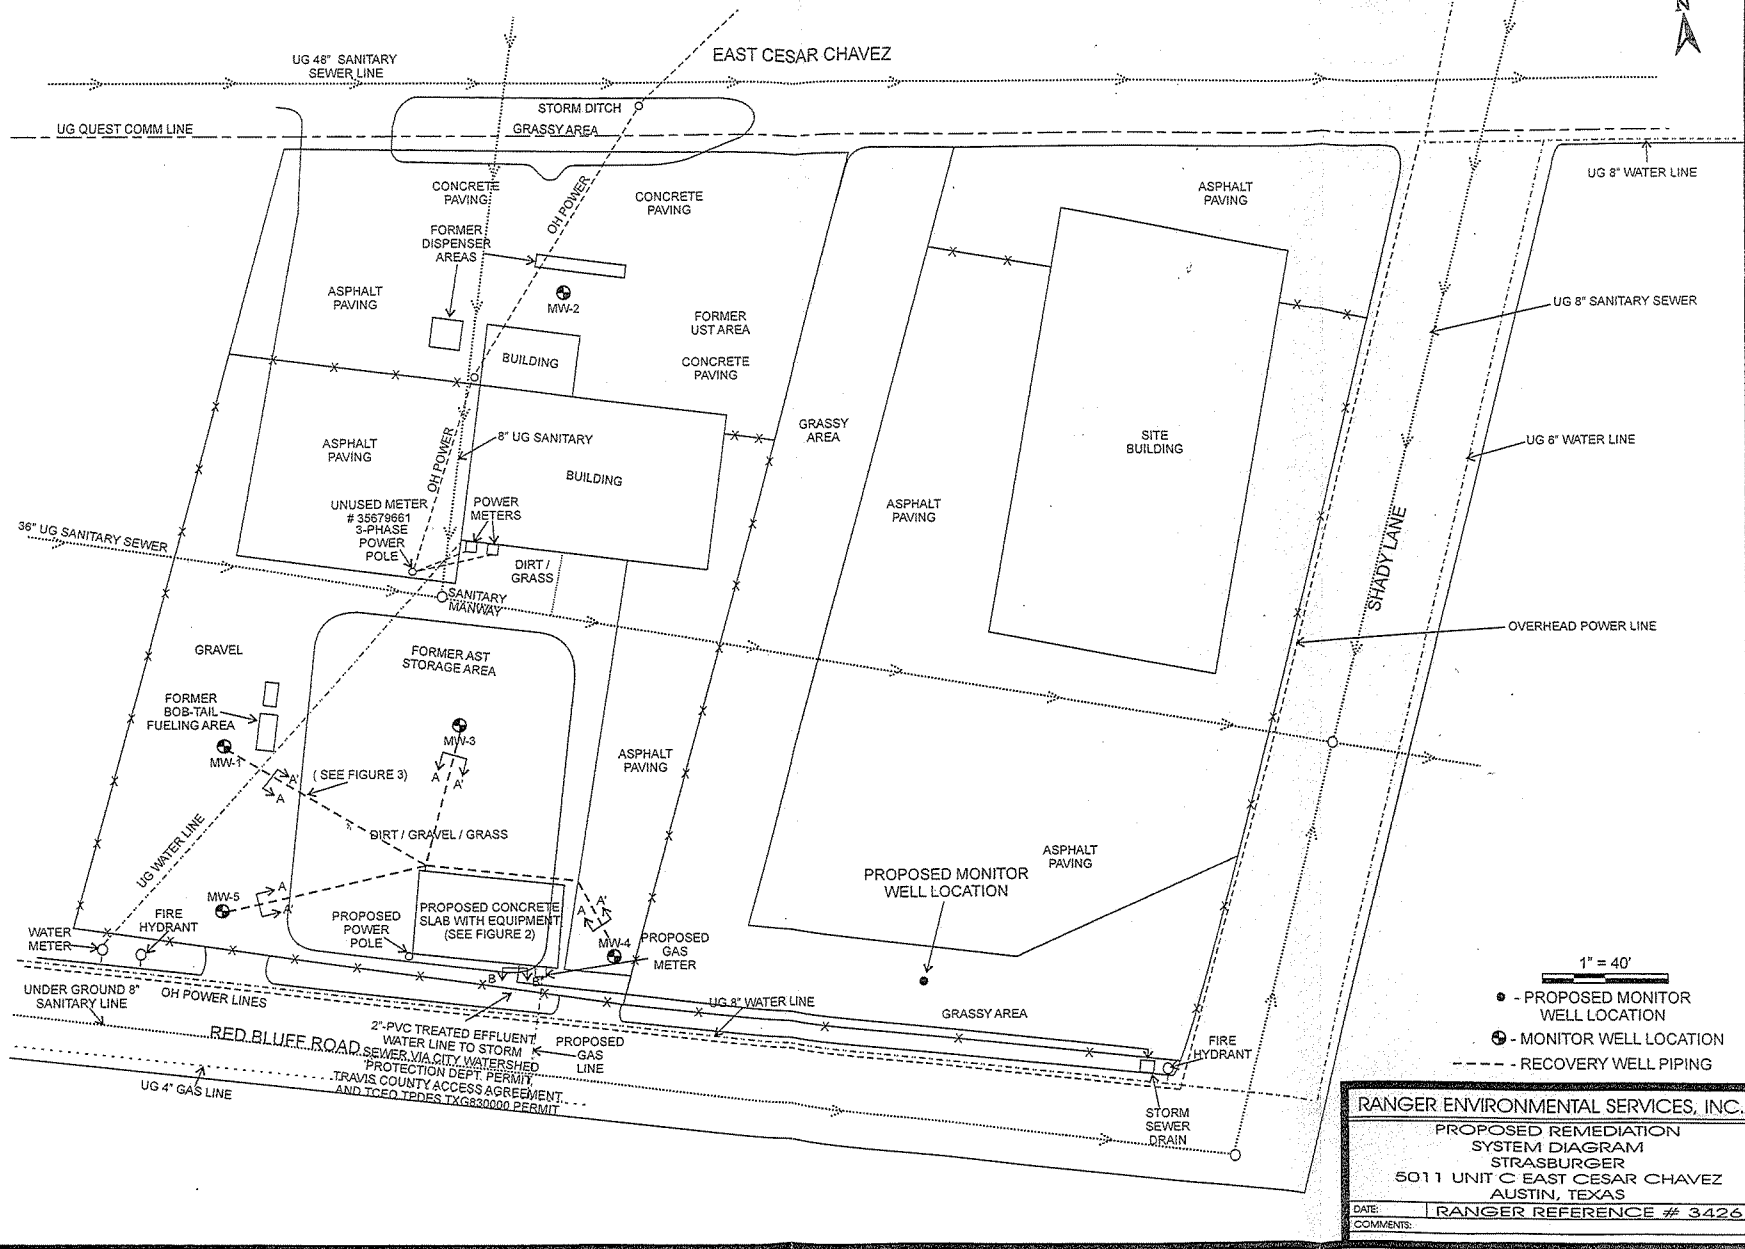 N
EAST CESAR CHAVEZ
UG 48" SANITARY
SEWER LINE
STORM DITCH
GRASSY AREA
UG QUEST COMM LINE
UG 8" WATER LINE
CONCRETE
PAVING
OH POWER
CONCRETE
PAVING
ASPHALT
PAVING
FORMER
DISPENSER
AREAS
ASPHALT
PAVING
MW-2
FORMER
UST AREA
CONCRETE
PAVING
BUILDING
UG 8" SANITARY SEWER
GRASSY
AREA
SITE
BUILDING
UG 8" WATER LINE
ASPHALT
PAVING
OH POWER
8" UG SANITARY
BUILDING
UNUSED METER
# 35679661
3-PHASE
POWER
POLE
POWER
METERS
ASPHALT
PAVING
36" UG SANITARY SEWER
DIRT /
GRASS
SANITARY
MANWAY
SHADY LANE
OVERHEAD POWER LINE
GRAVEL
FORMER AST
STORAGE AREA
FORMER
BOB-TAIL
FUELING AREA
MW-1
MW-3
A A'
A'
A
( SEE FIGURE 3)
ASPHALT
PAVING
DIRT / GRAVEL / GRASS
UG WATER LINE
ASPHALT
PAVING
PROPOSED MONITOR
WELL LOCATION
MW-5
A
A'
PROPOSED CONCRETE
SLAB WITH EQUIPMENT
(SEE FIGURE 2)
A A'
MW-4
PROPOSED
POWER
POLE
FIRE
HYDRANT
WATER
METER
PROPOSED
GAS
METER
B B'
UNDER GROUND 8"
SANITARY LINE
OH POWER LINES
UG 8" WATER LINE
GRASSY AREA
RED BLUFF ROAD
2"-PVC TREATED EFFLUENT
WATER LINE TO STORM
SEWER VIA CITY WATERSHED
PROTECTION DEPT. PERMIT,
TRAVIS COUNTY ACCESS AGREEMENT
AND TCEQ TPDES TXG830000 PERMIT
PROPOSED
GAS
LINE
UG 4" GAS LINE
FIRE
HYDRANT
STORM
SEWER
DRAIN
1" = 40'
- PROPOSED MONITOR
WELL LOCATION
- MONITOR WELL LOCATION
- RECOVERY WELL PIPING
RANGER ENVIRONMENTAL SERVICES, INC.
PROPOSED REMEDIATION
SYSTEM DIAGRAM
STRASBURGER
5011 UNIT C EAST CESAR CHAVEZ
AUSTIN, TEXAS
DATE:
RANGER REFERENCE # 3426
COMMENTS: